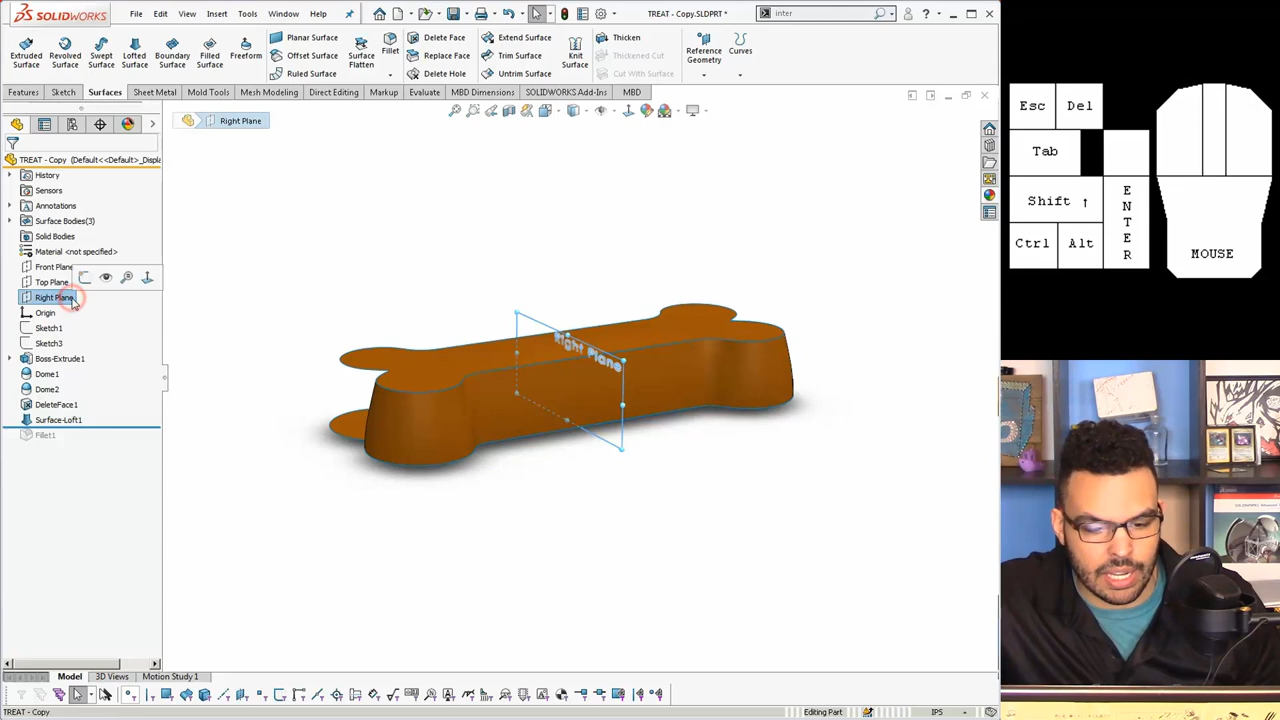 SOLIDWORKS
File
Edit
View
Insert
Tools
Window
Help
TREAT - Copy.SLDPRT *
inter
Extruded
Surface
Revolved
Surface
Swept
Surface
Lofted
Surface
Boundary
Surface
Filled
Surface
Freeform
Planar Surface
Offset Surface
Ruled Surface
Surface
Flatten
Fillet
Delete Face
Replace Face
Delete Hole
Extend Surface
Trim Surface
Untrim Surface
Knit
Surface
Thicken
Thickened Cut
Cut With Surface
Reference
Geometry
Curves
Features
Sketch
Surfaces
Sheet Metal
Mold Tools
Mesh Modeling
Direct Editing
Markup
Evaluate
MBD Dimensions
SOLIDWORKS Add-Ins
MBD
Right Plane
TREAT - Copy (Default<<Default>_Displa
History
Sensors
Annotations
Surface Bodies(3)
Solid Bodies
Material <not specified>
Front Plane
Top Plane
Right Plane
Origin
Sketch1
Sketch3
Boss-Extrude1
Dome1
Dome2
DeleteFace1
Surface-Loft1
Fillet1
Right Plane
Model
3D Views
Motion Study 1
TREAT - Copy
Editing Part
IPS
Esc
Del
Tab
Shift ↑
Ctrl
Alt
ENTER
MOUSE